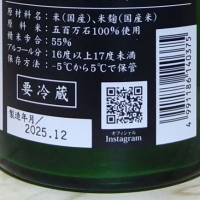 原材料名:米(国産)、米麹(国産米)
原料米:五百万石100%使用
精米歩合:55%
アルコール分:16度以上17度未満
保存方法:-5℃から5℃で保管
要冷蔵
製造年月/
2025.12
オフィシャル
Instagram
4991186140375